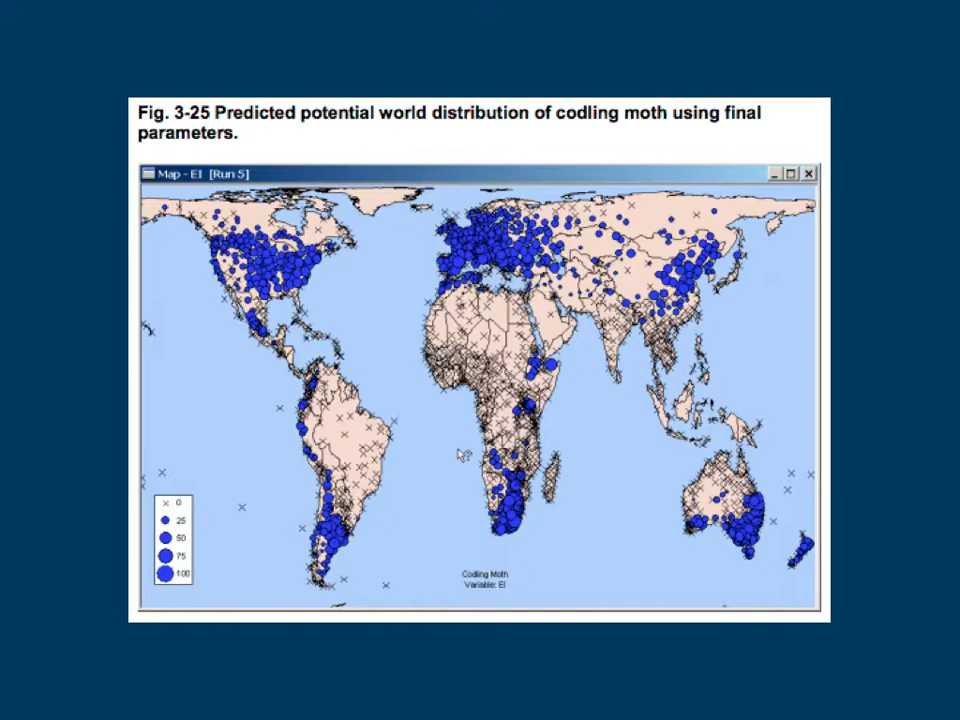 Fig. 3-25 Predicted potential world distribution of codling moth using final
parameters.
Map - EI [Run 5]
0
25
50
75
100
Codling Moth
Variable: EI